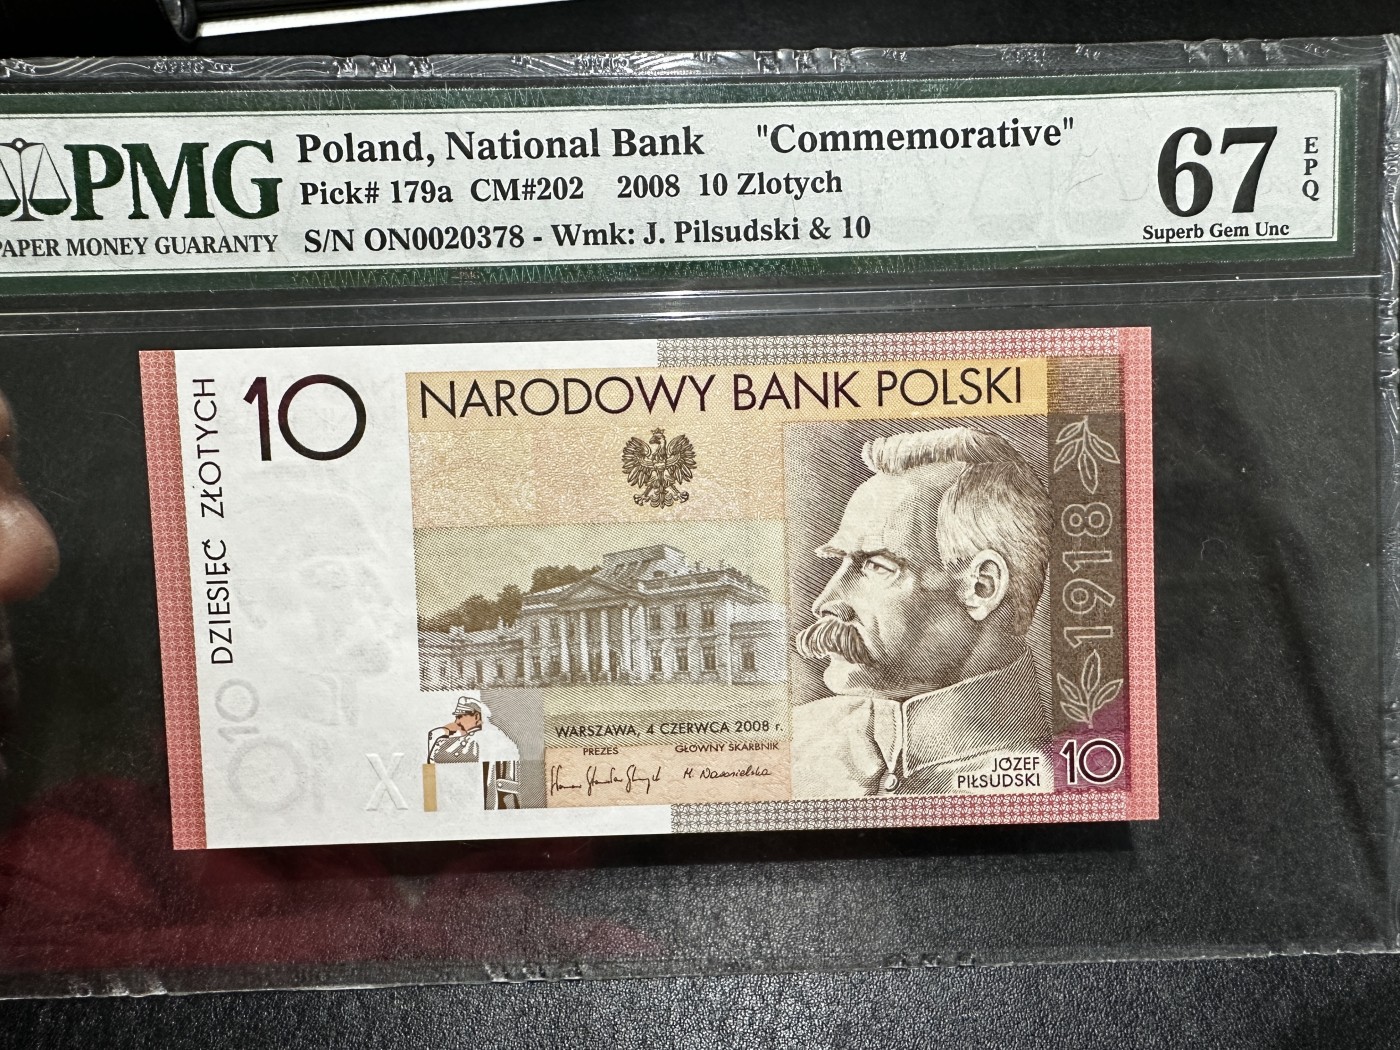 PMG
PAPER MONEY GUARANTY
Poland, National Bank "Commemorative"
Pick# 179a CM#202 2008 10 Zlotych
S/N ON0020378 - Wmk: J. Pilsudski & 10
67
EPQ
Superb Gem Unc
10
DZIESIĘĆ ZŁOTYCH
NARODOWY BANK POLSKI
1918
10
X
WARSZAWA, 4 CZERWCA 2008 r.
PREZES GŁÓWNY SKARBNIK
JÓZEF
PIŁSUDSKI
10